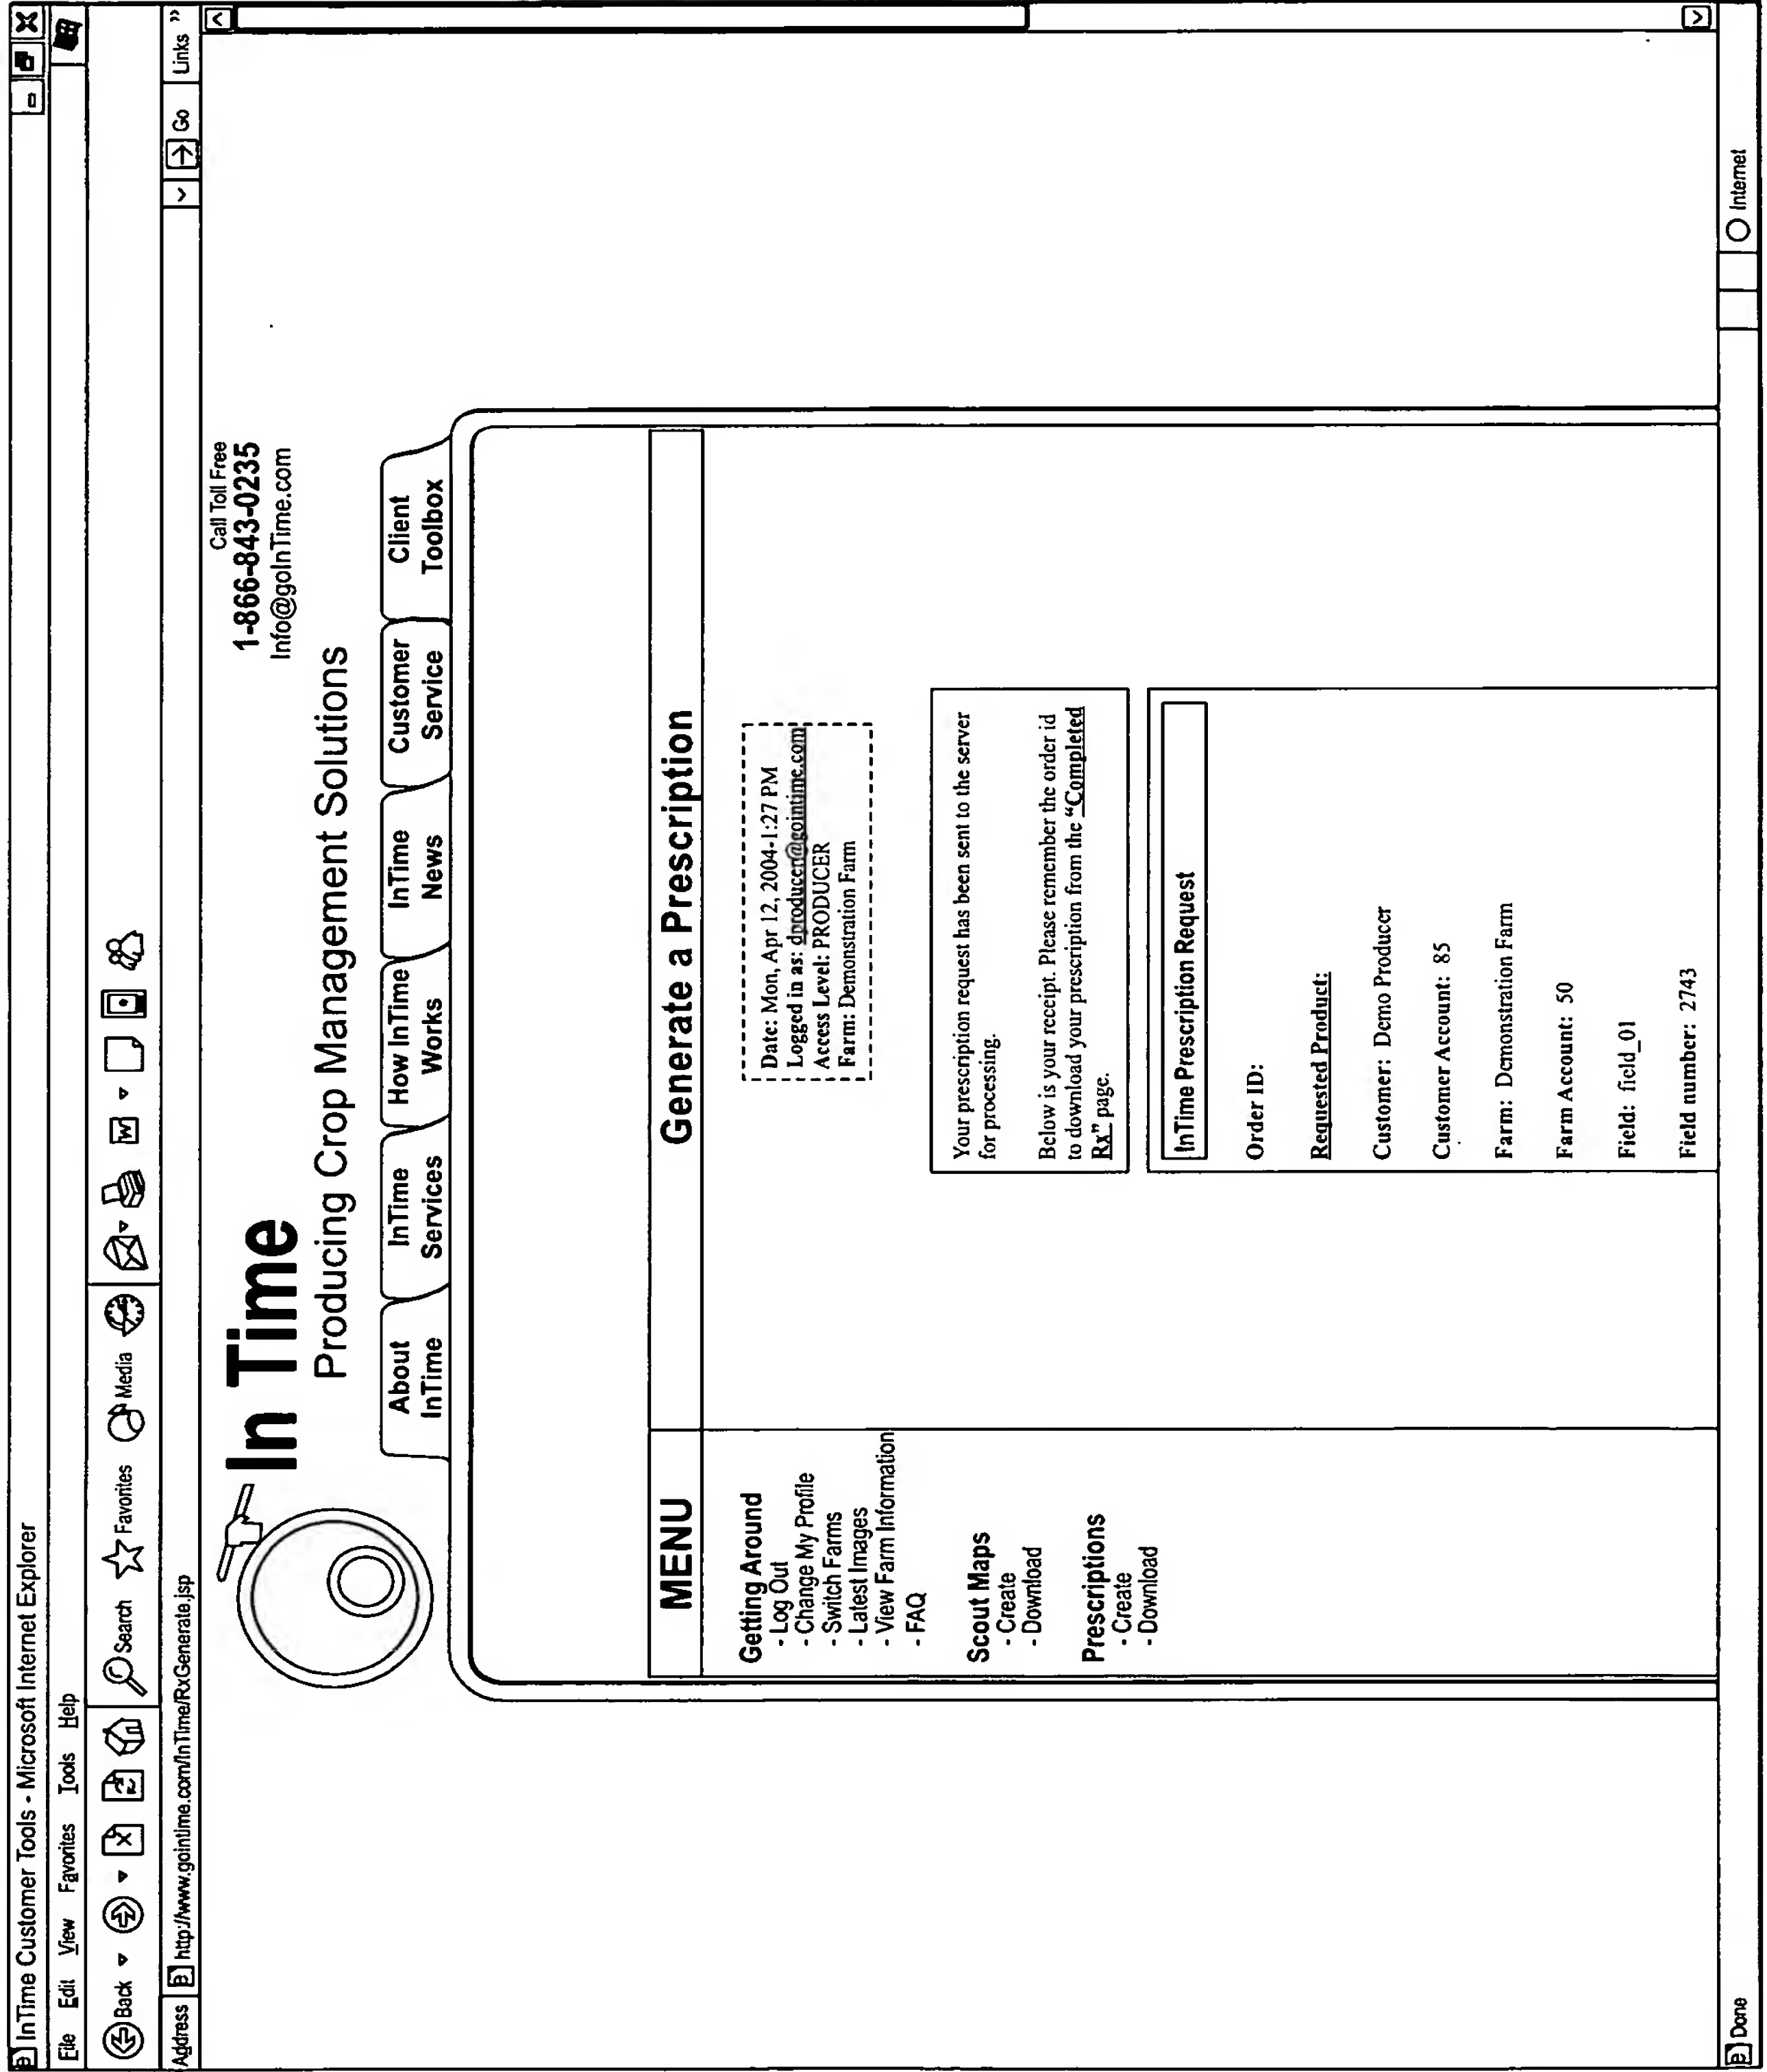 InTime Customer Tools - Microsoft Internet Explorer
File Edit View Favorites Tools Help
Back Search Favorites Media
Address http://www.gointime.com/InTime/RxGenerate.jsp Go Links »
Call Toll Free
1-866-843-0235
Info@goInTime.com
In Time
Producing Crop Management Solutions
About InTime
InTime Services
How InTime Works
InTime News
Customer Service
Client Toolbox
MENU
Generate a Prescription
Getting Around
- Log Out
- Change My Profile
- Switch Farms
- Latest Images
- View Farm Information
- FAQ
Scout Maps
- Create
- Download
Prescriptions
- Create
- Download
Date: Mon, Apr 12, 2004-1:27 PM
Logged in as: dproducer@gointime.com
Access Level: PRODUCER
Farm: Demonstration Farm
Your prescription request has been sent to the server
for processing.
Below is your receipt. Please remember the order id
to download your prescription from the “Completed
Rx” page.
InTime Prescription Request
Order ID:
Requested Product:
Customer: Demo Producer
Customer Account: 85
Farm: Demonstration Farm
Farm Account: 50
Field: field_01
Field number: 2743
Done Internet